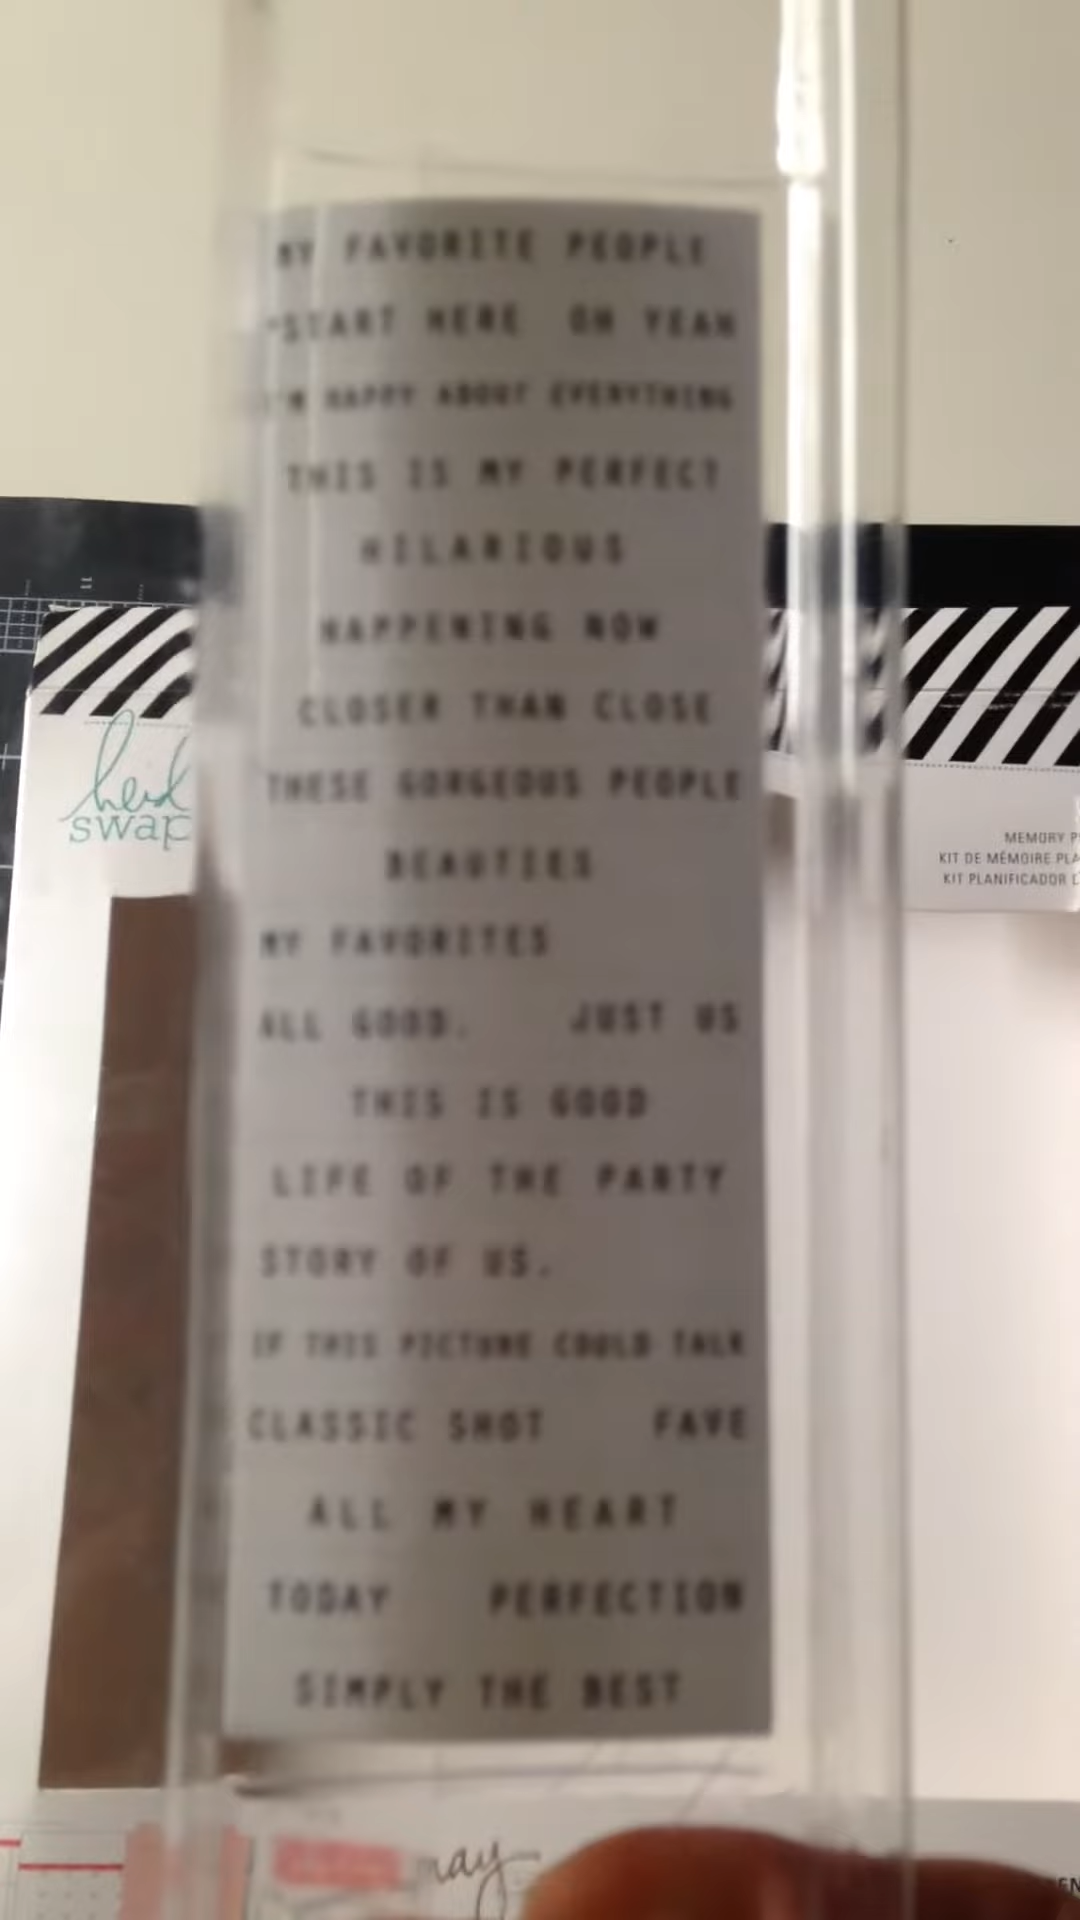 MY FAVORITE PEOPLE
*START HERE OH YEAH
I'M HAPPY ABOUT EVERYTHING
THIS IS MY PERFECT
HILARIOUS
HAPPENING NOW
CLOSER THAN CLOSE
THESE GORGEOUS PEOPLE
BEAUTIES
MY FAVORITES
ALL GOOD. JUST US
THIS IS GOOD
LIFE OF THE PARTY
STORY OF US.
IF THIS PICTURE COULD TALK
CLASSIC SHOT FAVE
ALL MY HEART
TODAY PERFECTION
SIMPLY THE BEST
11
heid
swap
MEMORY
KIT DE MÉMOIRE
KIT PLANIFICADOR